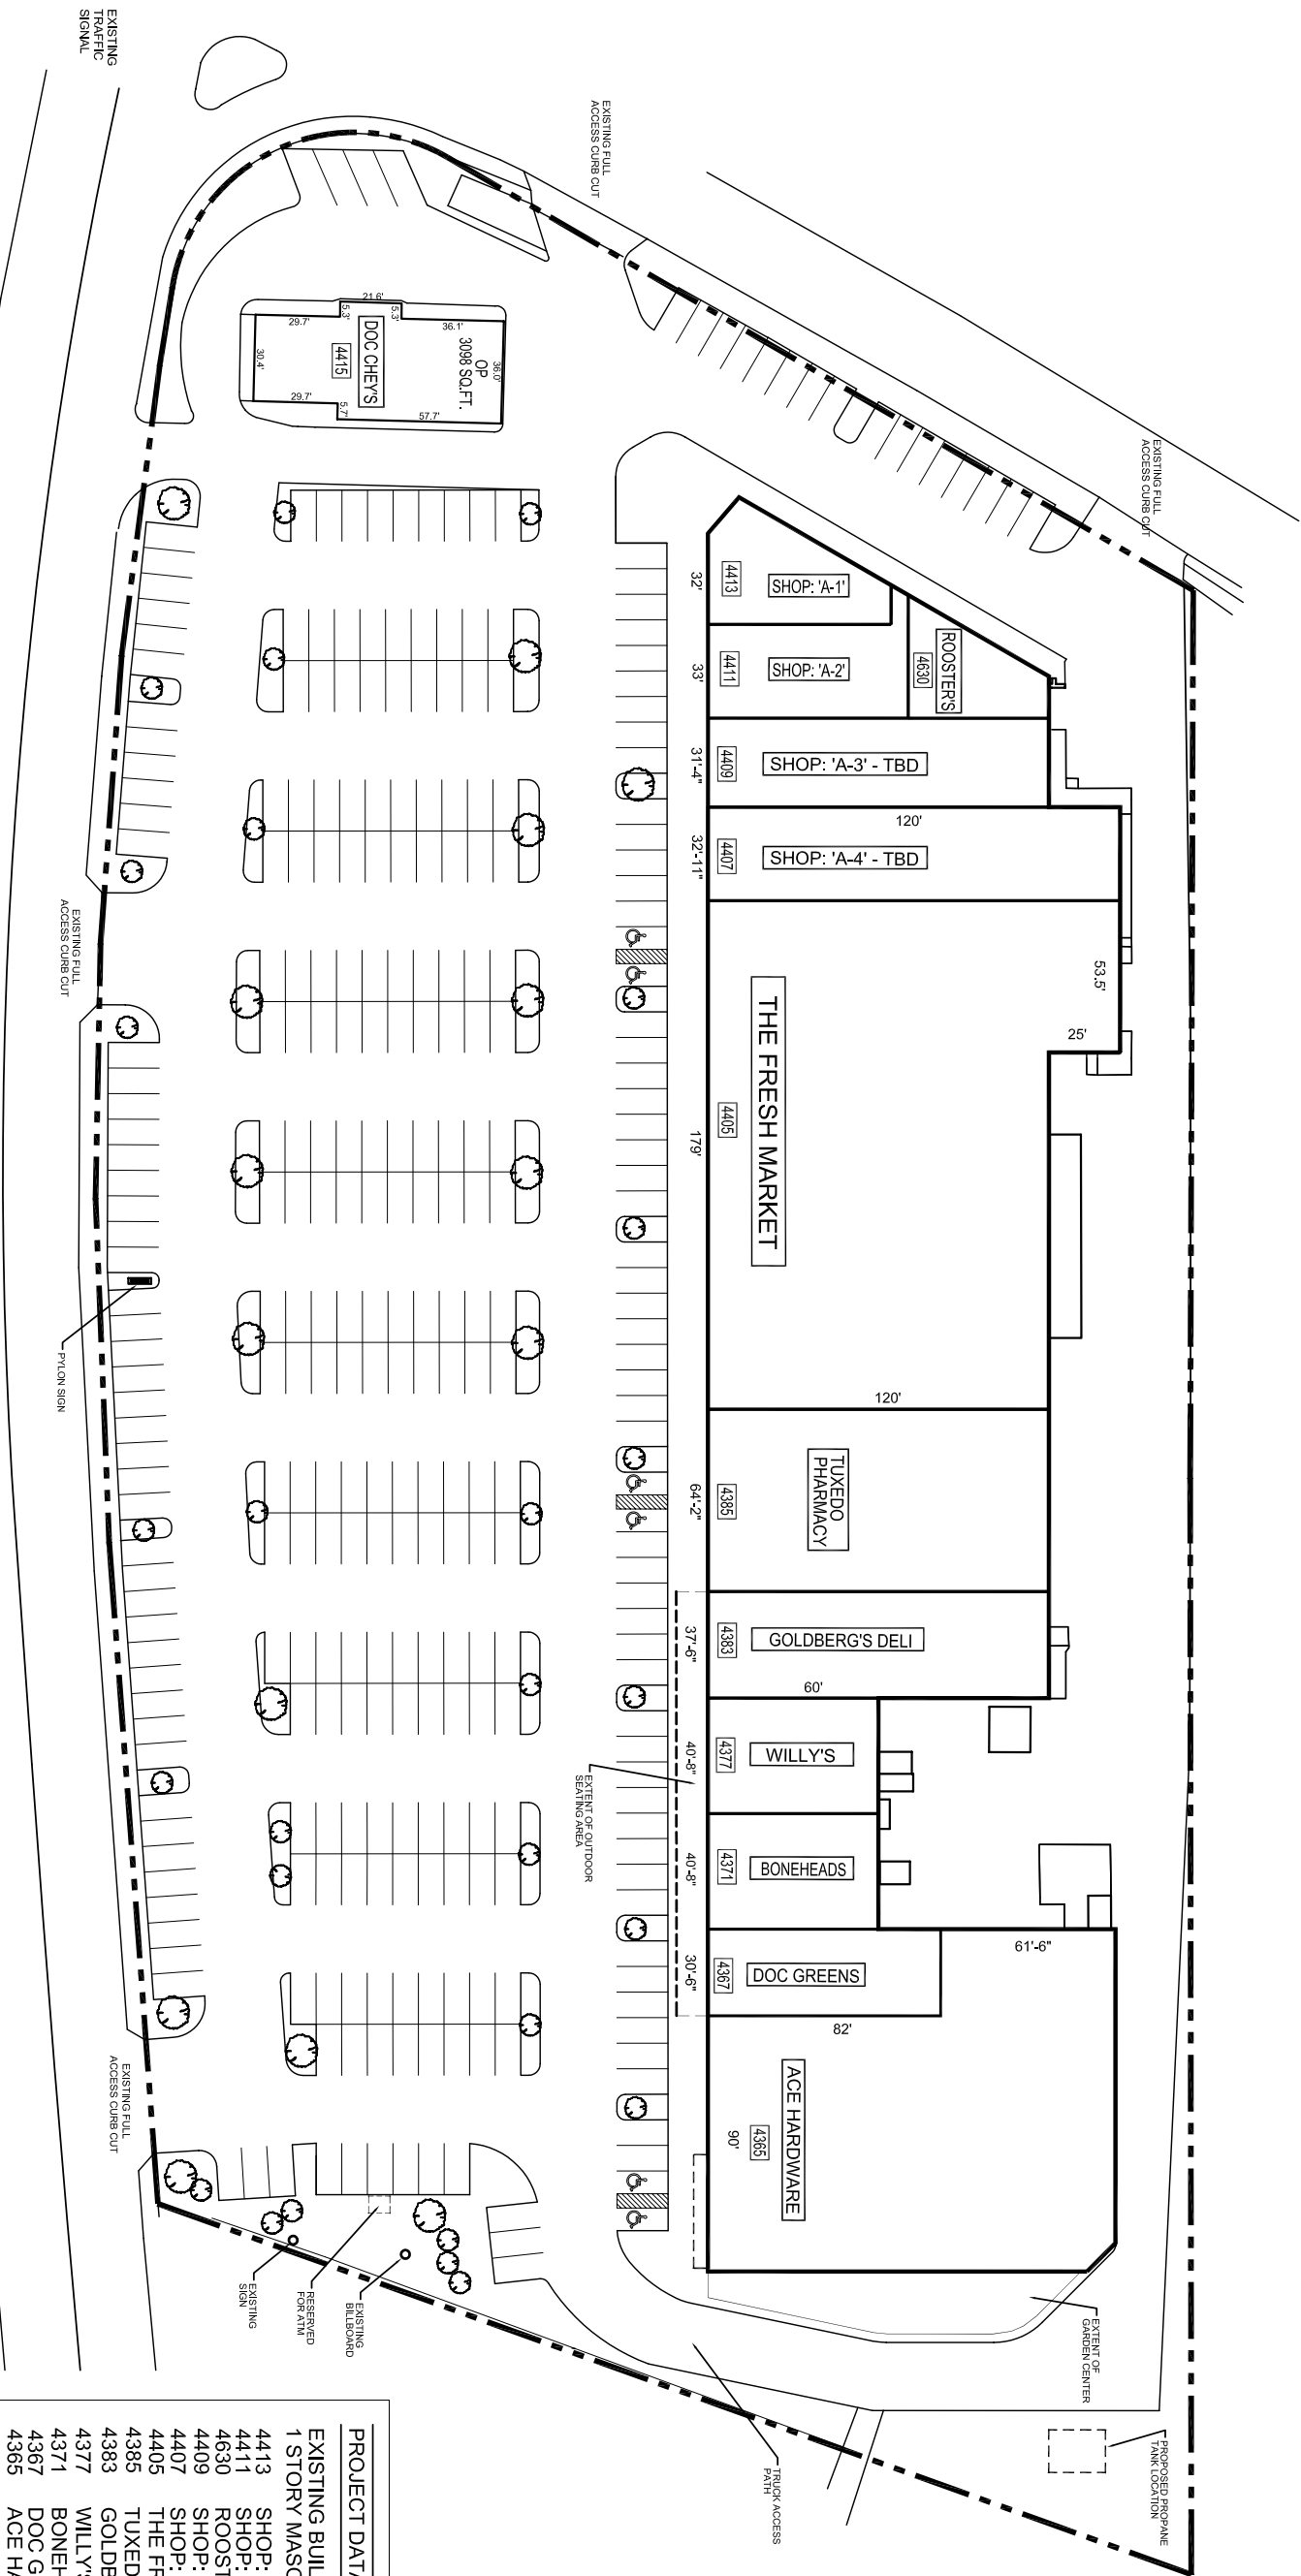 EXISTING
TRAFFIC
SIGNAL
EXISTING FULL
ACCESS CURB CUT
EXISTING FULL
ACCESS CURB CUT
21.6'
5.3'
5.3'
29.7'
36.1'
36.0'
OP
3098 SQ.FT.
DOC CHEY'S
4415
30.4'
29.7'
5.7'
57.7'
32'
4413
SHOP: 'A-1'
33'
4411
SHOP: 'A-2'
ROOSTER'S
4630
31'-4"
4409
SHOP: 'A-3' - TBD
120'
32'-11"
4407
SHOP: 'A-4' - TBD
53.5'
25'
THE FRESH MARKET
4405
179'
120'
64'-2"
4385
TUXEDO
PHARMACY
37'-6"
4383
GOLDBERG'S DELI
60'
40'-8"
4377
WILLY'S
EXTENT OF OUTDOOR
SEATING AREA
40'-8"
4371
BONEHEADS
30'-6"
4367
DOC GREENS
61'-6"
82'
ACE HARDWARE
4365
90'
EXISTING FULL
ACCESS CURB CUT
PYLON SIGN
EXISTING FULL
ACCESS CURB CUT
EXISTING
SIGN
RESERVED
FOR ATM
EXISTING
BILLBOARD
EXTENT OF
GARDEN CENTER
TRUCK ACCESS
PATH
PROPOSED PROPANE
TANK LOCATION
PROJECT DATA
EXISTING BUIL
1 STORY MASO
4413 SHOP:
4411 SHOP:
4630 ROOST
4409 SHOP:
4407 SHOP:
4405 THE FR
4385 TUXED
4383 GOLDB
4377 WILLY'S
4371 BONEH
4367 DOC G
4365 ACE HA